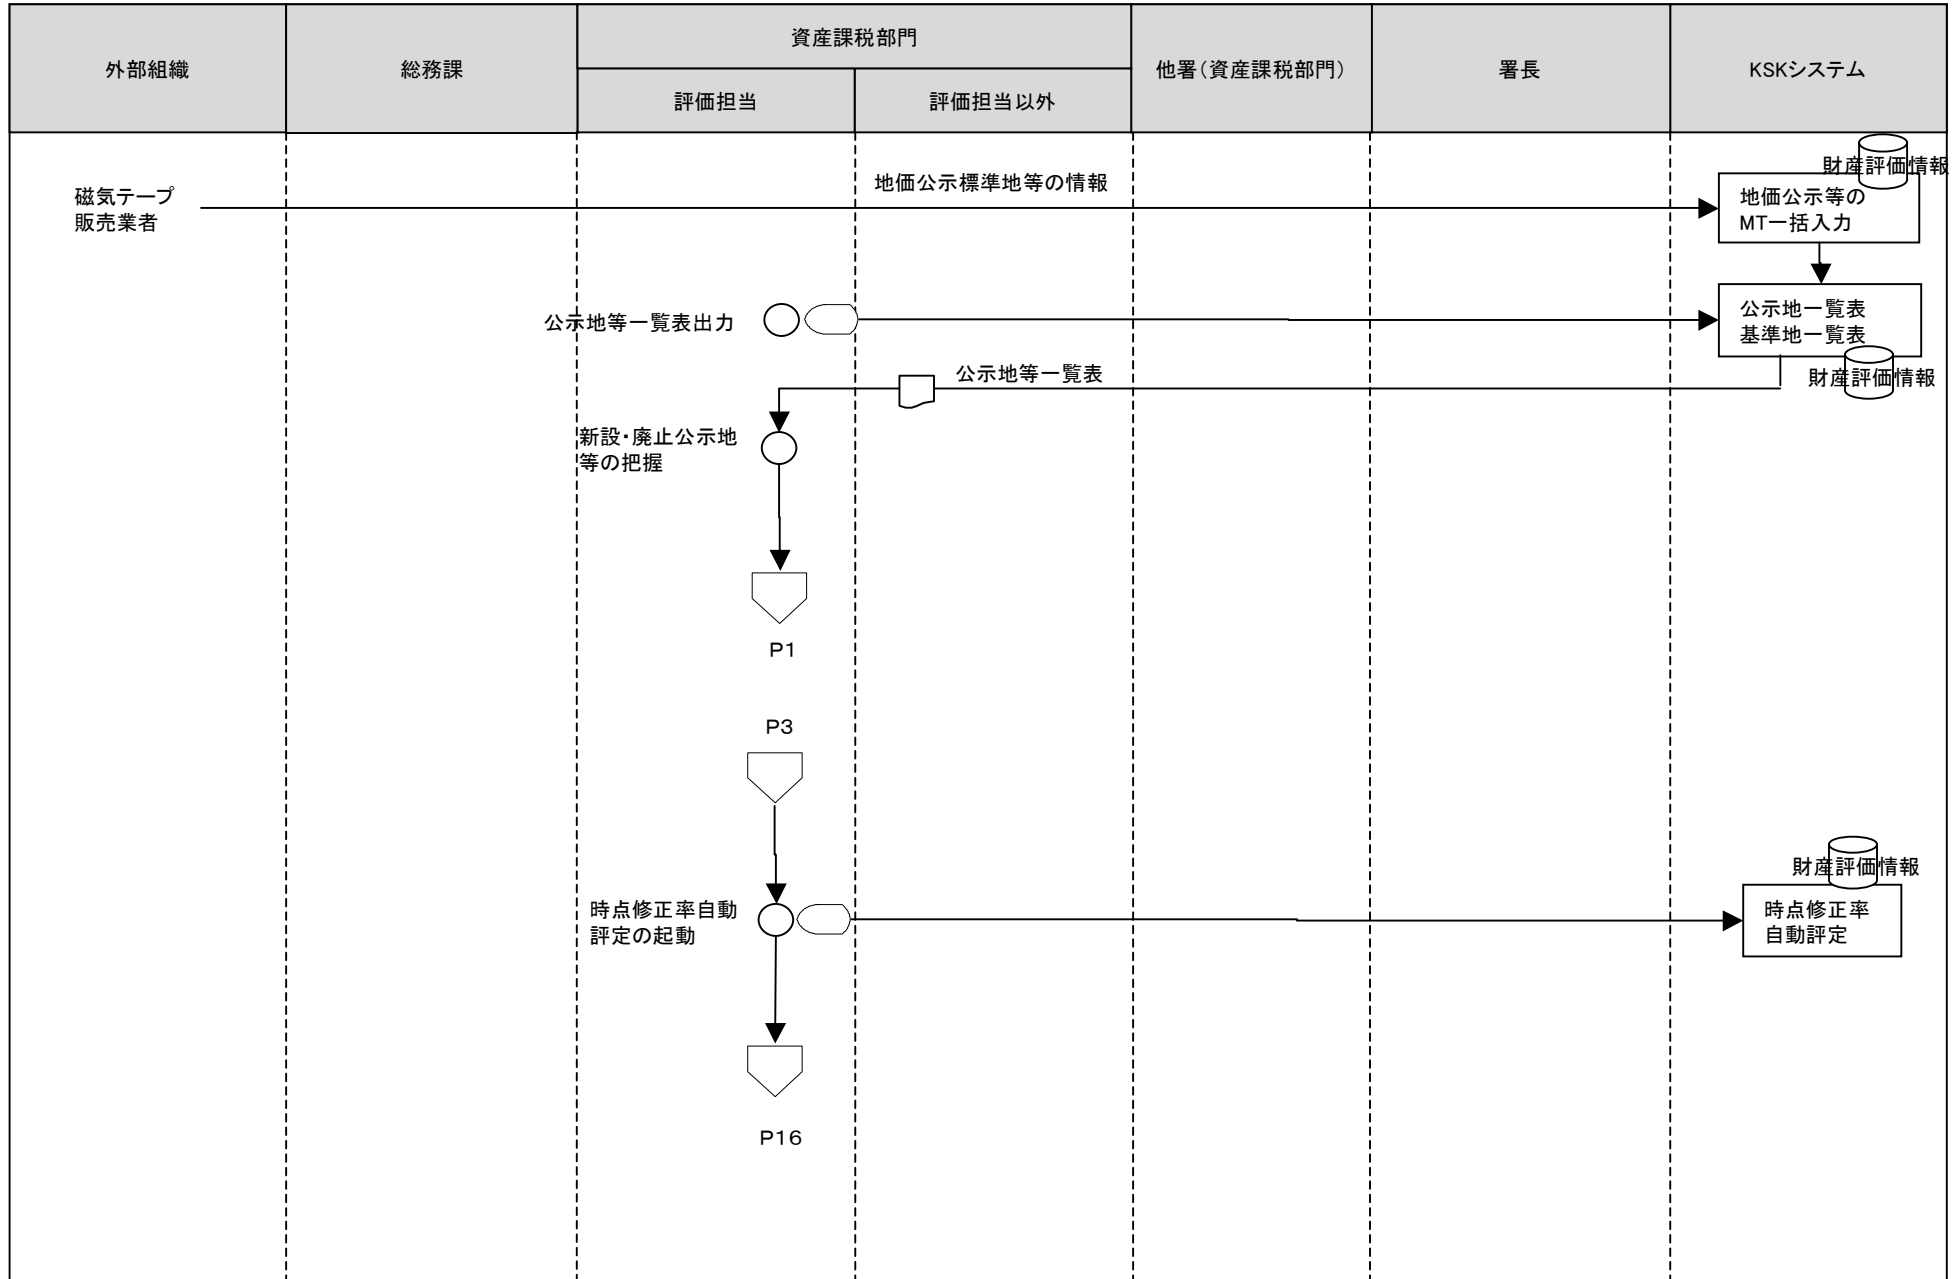 外部組織
総務課
資産課税部門
評価担当
評価担当以外
他署（資産課税部門）
署長
KSKシステム
財産評価情報
磁気テープ
販売業者
地価公示標準地等の情報
地価公示等の
MT一括入力
公示地等一覧表出力
公示地一覧表
基準地一覧表
財産評価情報
公示地等一覧表
新設・廃止公示地
等の把握
P1
P3
財産評価情報
時点修正率自動
評定の起動
時点修正率
自動評定
P16